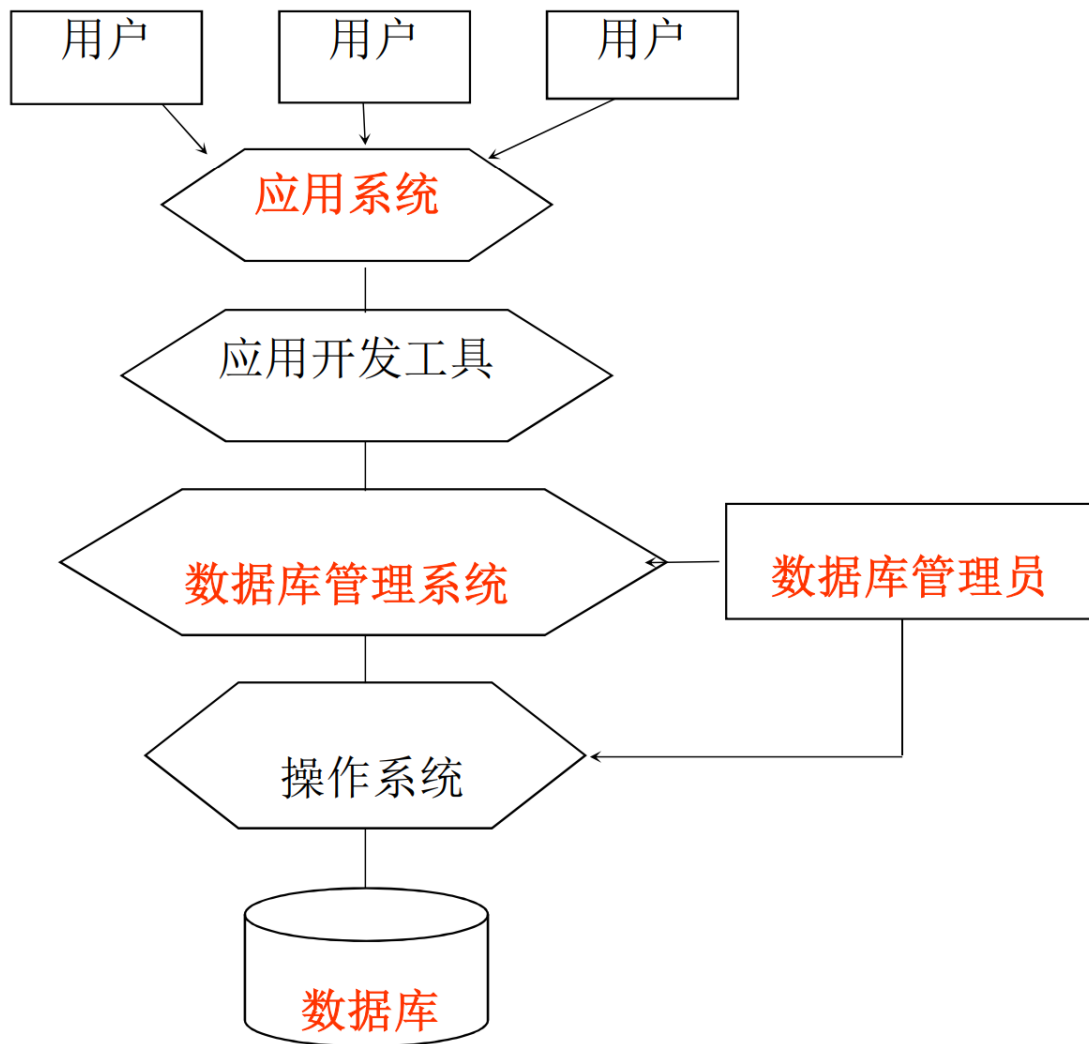 用户
用户
用户
应用系统
应用开发工具
数据库管理系统
数据库管理员
操作系统
数据库